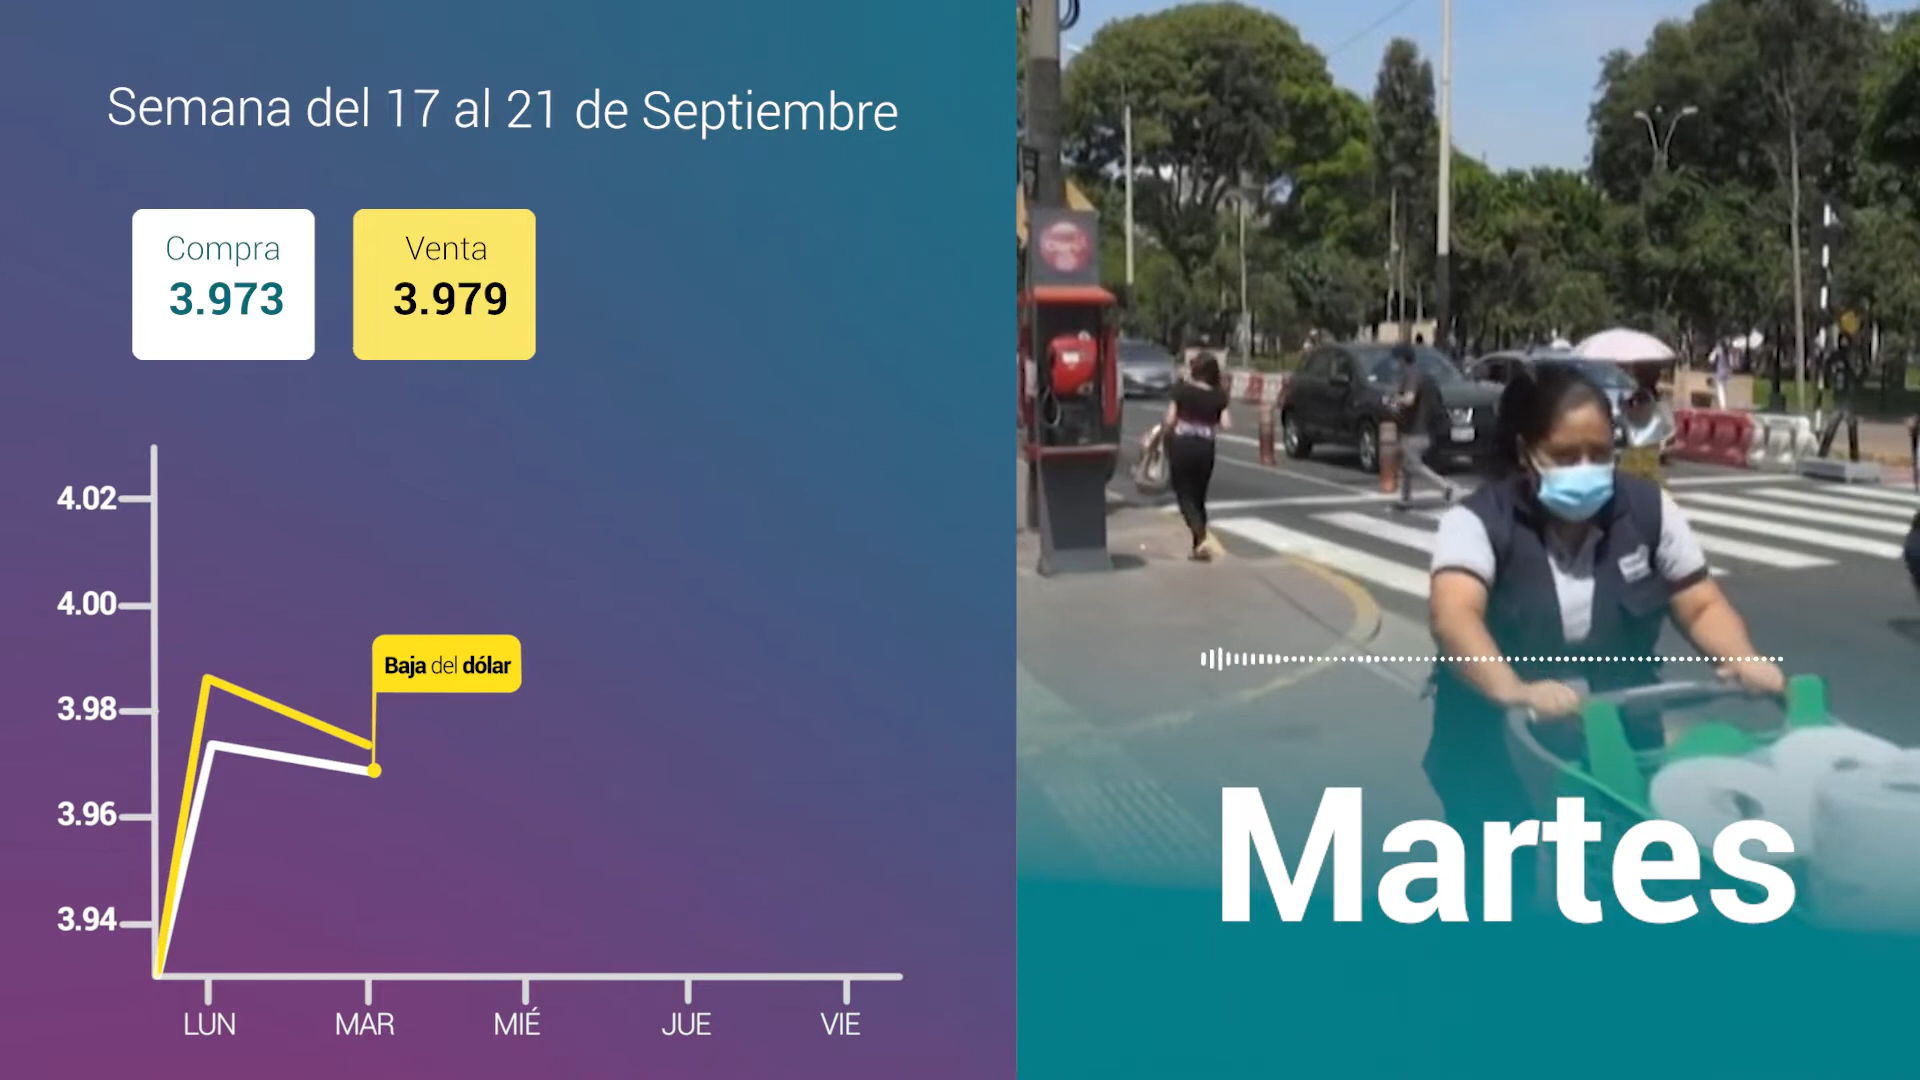 Semana del 17 al 21 de Septiembre
Compra
3.973
Venta
3.979
4.02
4.00
3.98
3.96
3.94
Baja del dólar
LUN
MAR
MIÉ
JUE
VIE
Martes